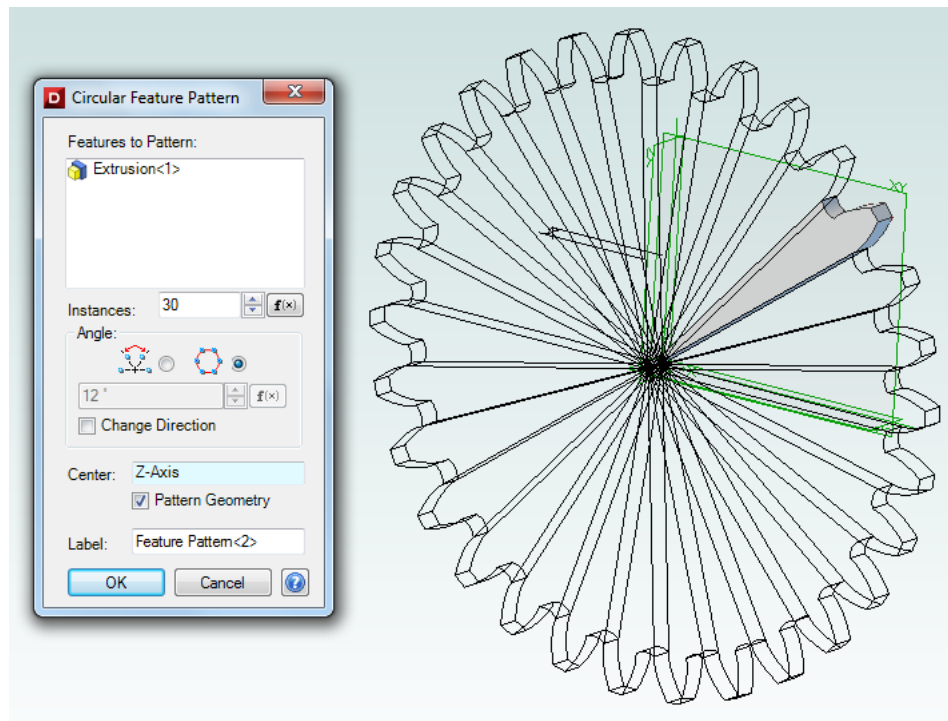 Circular Feature Pattern
Features to Pattern:
Extrusion<1>
Instances: 30 f(x)
Angle:
12 ° f(x)
Change Direction
Center: Z-Axis
Pattern Geometry
Label: Feature Pattern<2>
OK Cancel
XY